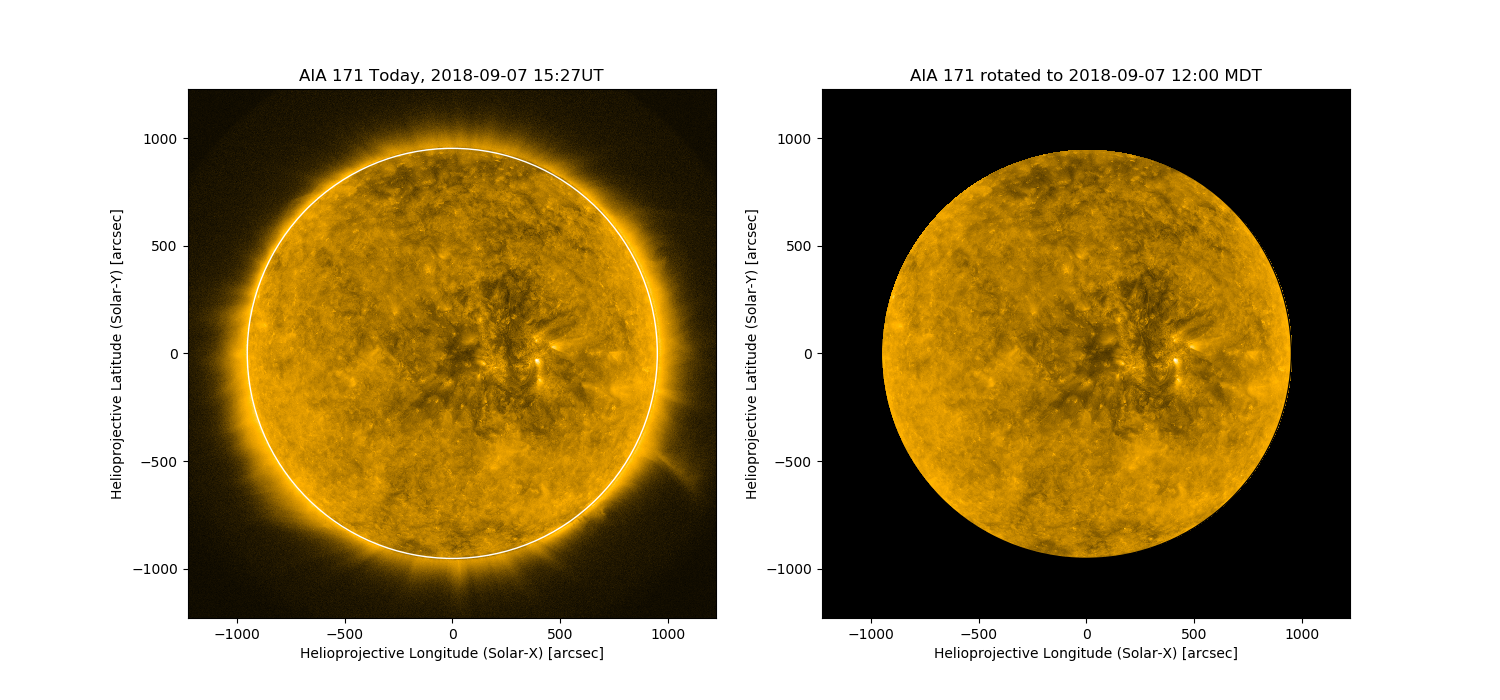 AIA 171 Today, 2018-09-07 15:27UT
1000
500
0
−500
−1000
Helioprojective Latitude (Solar-Y) [arcsec]
−1000 −500 0 500 1000
Helioprojective Longitude (Solar-X) [arcsec]
AIA 171 rotated to 2018-09-07 12:00 MDT
1000
500
0
−500
−1000
Helioprojective Latitude (Solar-Y) [arcsec]
−1000 −500 0 500 1000
Helioprojective Longitude (Solar-X) [arcsec]